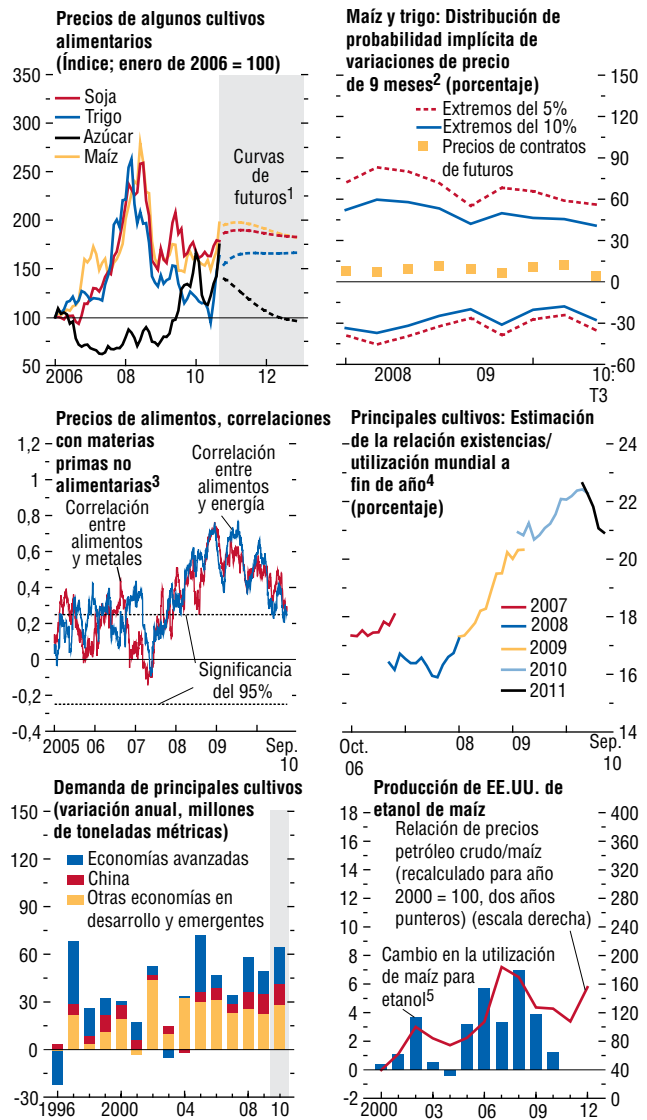 Precios de algunos cultivos
alimentarios
(Índice; enero de 2006 = 100)
350
300
250
200
150
100
50
Soja
Trigo
Azúcar
Maíz
Curvas
de
futuros1
2006 08 10 12
Maíz y trigo: Distribución de
probabilidad implícita de
variaciones de precio
de 9 meses2 (porcentaje)
150
120
90
60
30
0
-30
-60
Extremos del 5%
Extremos del 10%
Precios de contratos
de futuros
2008 09 10:
T3
Precios de alimentos, correlaciones
con materias
primas no
alimentarias3
1,2
1
0,8
0,6
0,4
0,2
0
-0,2
-0,4
Correlación
entre
alimentos
y energía
Correlación
entre
alimentos
y metales
Significancia
del 95%
2005 06 07 08 09 Sep.
10
Principales cultivos: Estimación
de la relación existencias/
utilización mundial a
fin de año4
(porcentaje)
24
22
20
18
16
14
2007
2008
2009
2010
2011
Oct.
06
08 09 Sep.
10
Demanda de principales cultivos
(variación anual, millones
de toneladas métricas)
150
120
90
60
30
0
-30
Economías avanzadas
China
Otras economías en
desarrollo y emergentes
1996 2000 04 08 10
Producción de EE.UU. de
etanol de maíz
18
16
14
12
10
8
6
4
2
0
-2
400
360
320
280
240
200
160
120
80
40
0
Relación de precios
petróleo crudo/maíz
(recalculado para año
2000 = 100, dos años
punteros) (escala derecha)
Cambio en la utilización
de maíz para
etanol5
2000 03 06 09 12